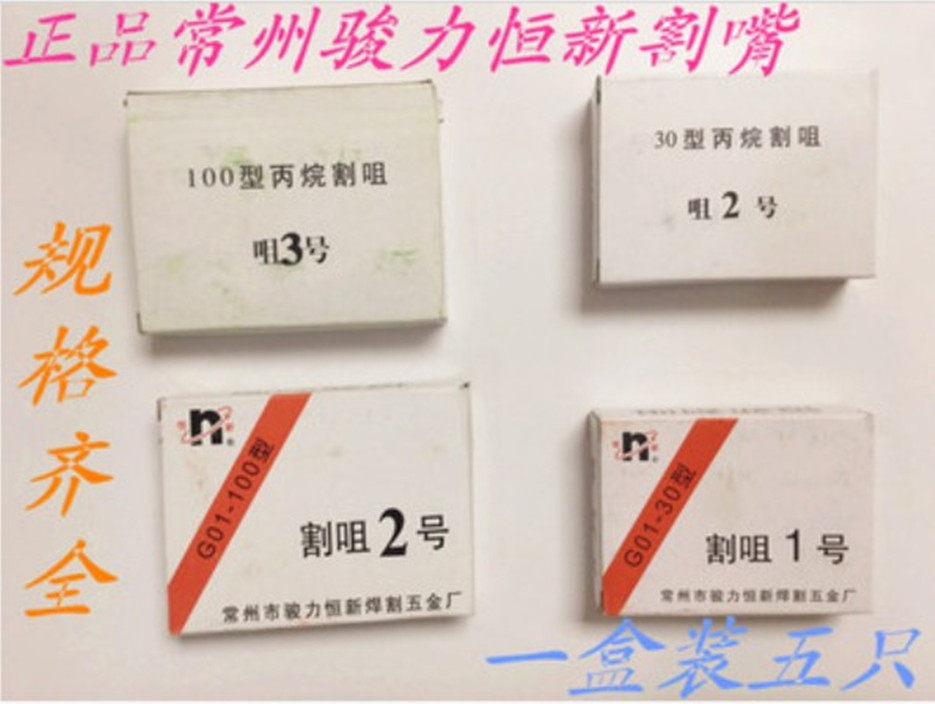 正品常州骏力恒新割嘴
100型丙烷割咀
咀3号
30型丙烷割咀
咀2号
规格齐全
n
G01-100型
割咀2号
常州市骏力恒新焊割五金厂
n
G01-30型
割咀1号
常州市骏力恒新焊割五金厂
一盒装五只